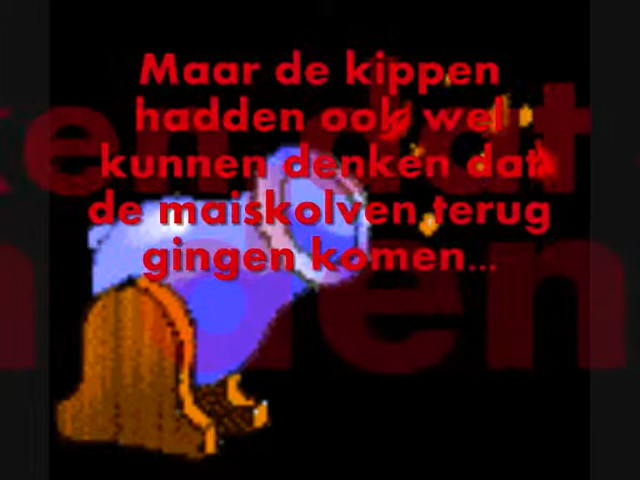 Maar de kippen
hadden ook wel
kunnen denken dat
de maiskolven terug
gingen komen...